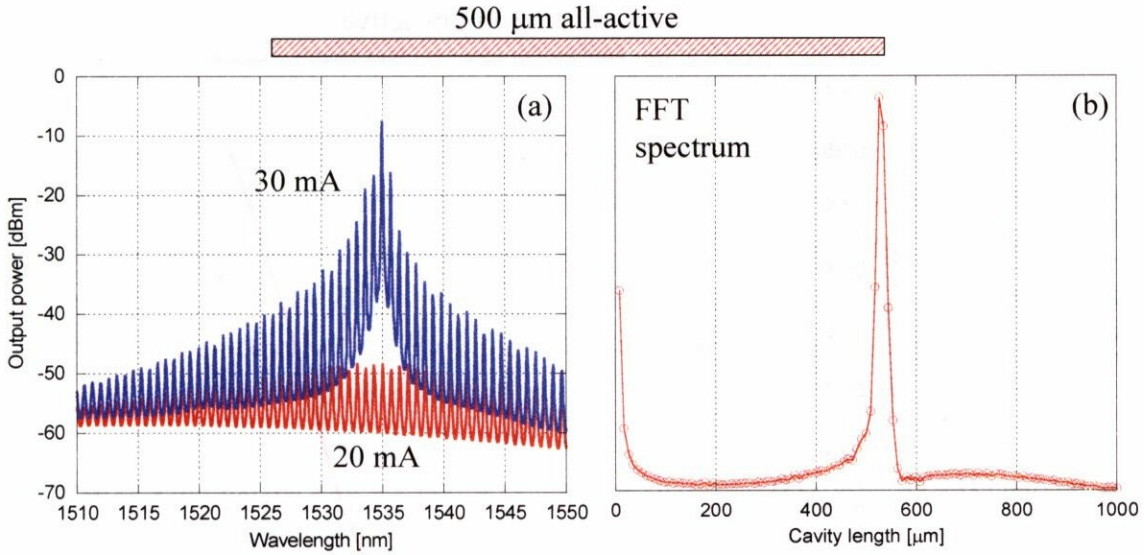 500 μm all-active
(a)
30 mA
20 mA
0
-10
-20
-30
-40
-50
-60
-70
Output power [dBm]
1510 1515 1520 1525 1530 1535 1540 1545 1550
Wavelength [nm]
FFT
spectrum
(b)
0 200 400 600 800 1000
Cavity length [μm]